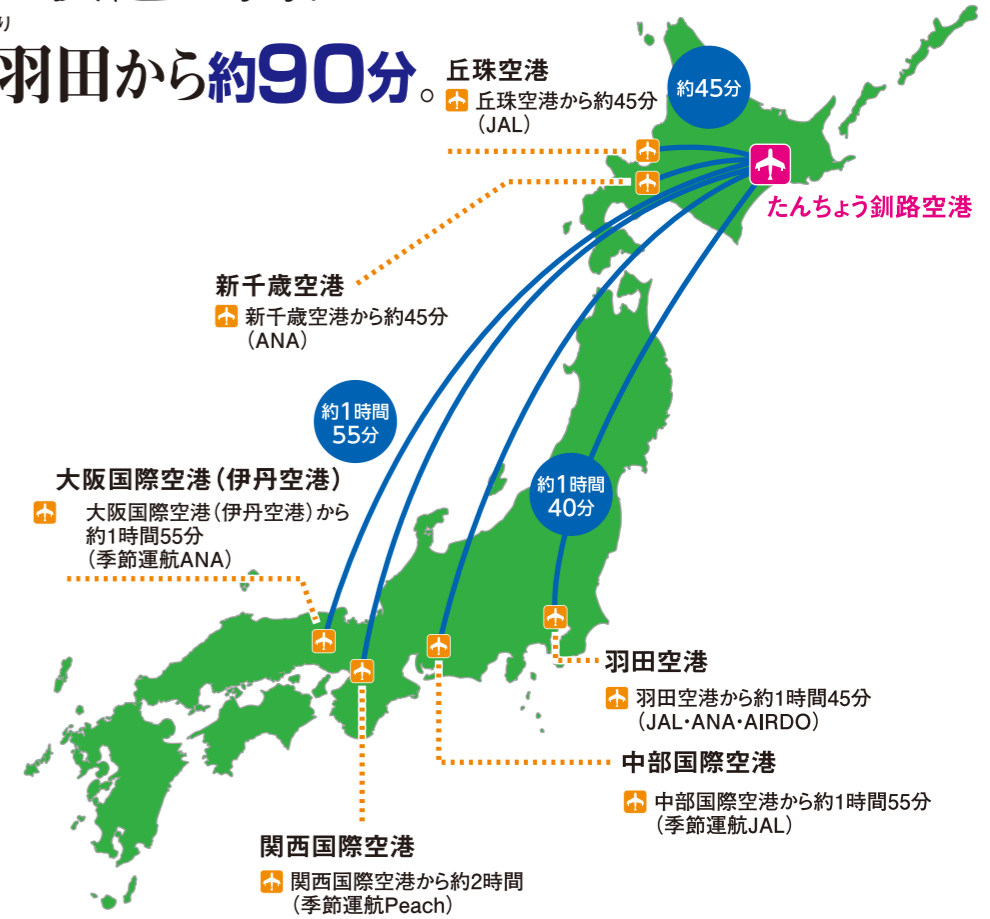 り
羽田から約90分。
丘珠空港
丘珠空港から約45分
(JAL)
約45分
たんちょう釧路空港
新千歳空港
新千歳空港から約45分
(ANA)
約1時間
55分
大阪国際空港(伊丹空港)
大阪国際空港(伊丹空港)から
約1時間55分
(季節運航ANA)
約1時間
40分
羽田空港
羽田空港から約1時間45分
(JAL・ANA・AIRDO)
中部国際空港
中部国際空港から約1時間55分
(季節運航JAL)
関西国際空港
関西国際空港から約2時間
(季節運航Peach)